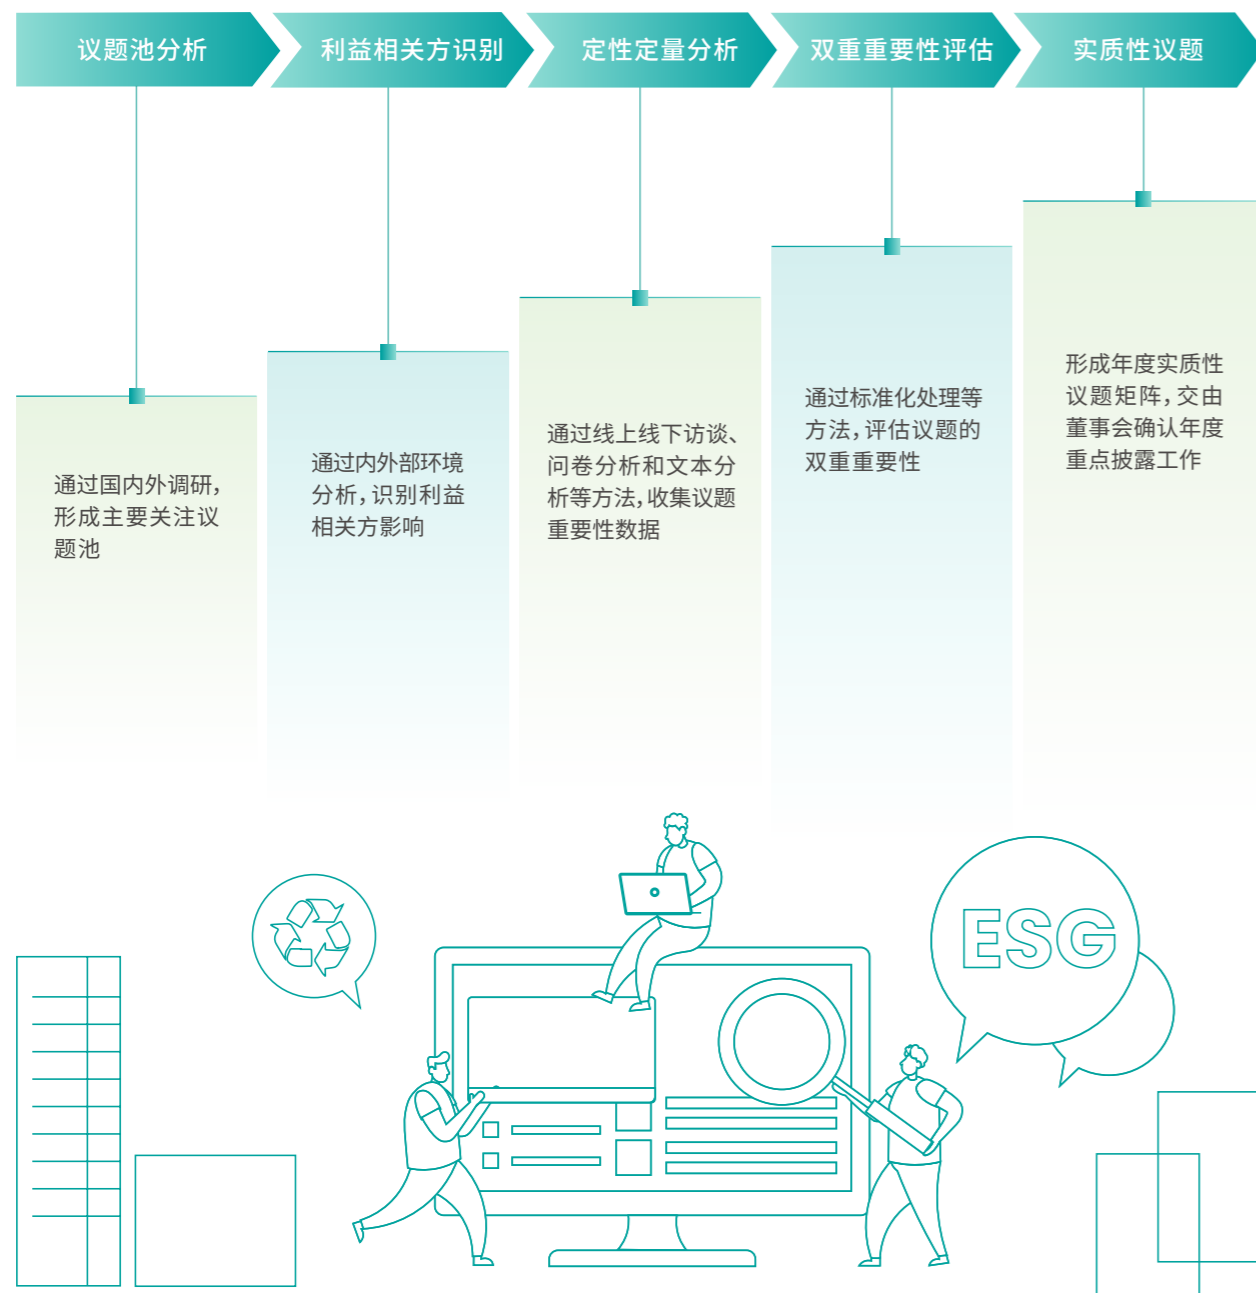 议题池分析
利益相关方识别
定性定量分析
双重重要性评估
实质性议题
通过国内外调研，
形成主要关注议
题池
通过内外部环境
分析，识别利益
相关方影响
通过线上线下访谈、
问卷分析和文本分
析等方法，收集议题
重要性数据
通过标准化处理等
方法，评估议题的
双重重要性
形成年度实质性
议题矩阵，交由
董事会确认年度
重点披露工作
ESG